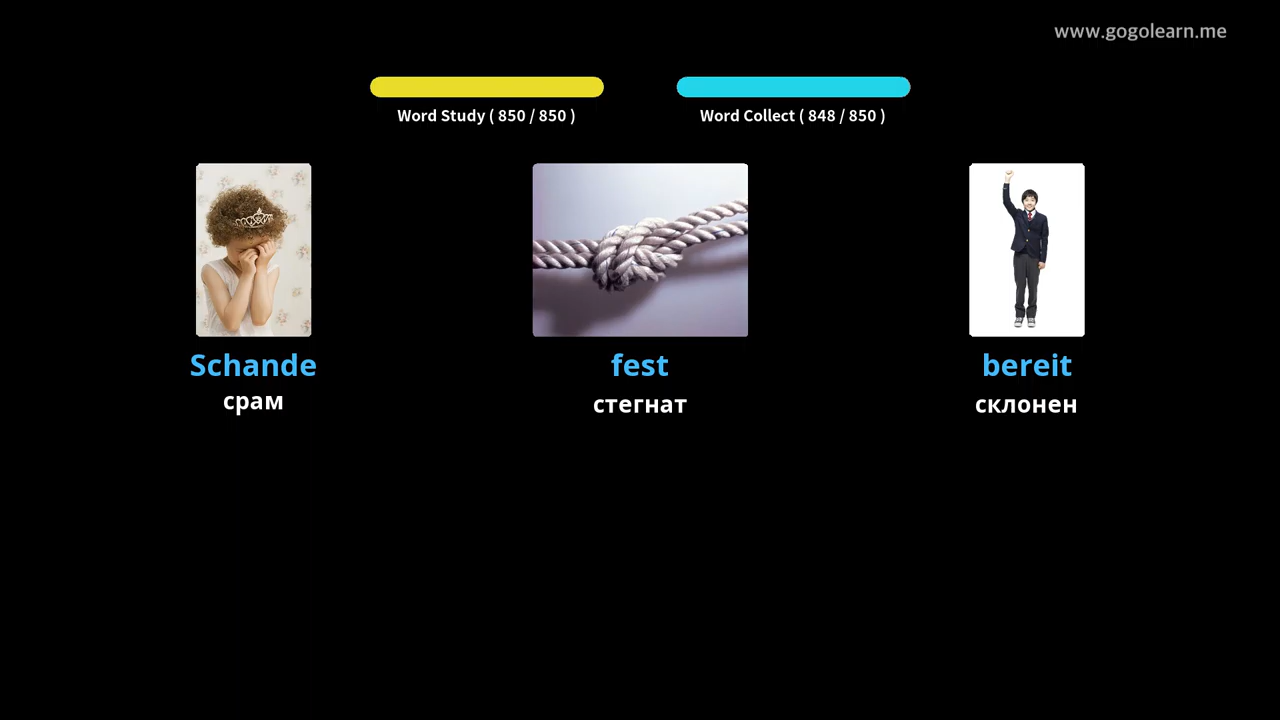 www.gogolearn.me
Word Study ( 850 / 850 )
Word Collect ( 848 / 850 )
Schande
fest
bereit
срам
стегнат
склонен